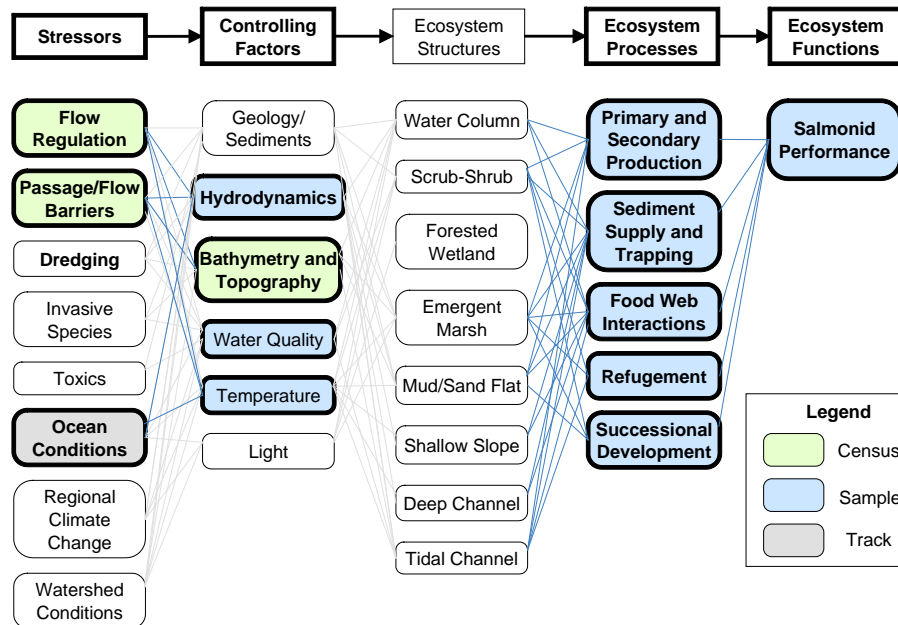 Stressors
Controlling
Factors
Ecosystem
Structures
Ecosystem
Processes
Ecosystem
Functions
Flow
Regulation
Passage/Flow
Barriers
Dredging
Invasive
Species
Toxics
Ocean
Conditions
Regional
Climate
Change
Watershed
Conditions
Geology/
Sediments
Hydrodynamics
Bathymetry and
Topography
Water Quality
Temperature
Light
Water Column
Scrub-Shrub
Forested
Wetland
Emergent
Marsh
Mud/Sand Flat
Shallow Slope
Deep Channel
Tidal Channel
Primary and
Secondary
Production
Sediment
Supply and
Trapping
Food Web
Interactions
Refugement
Successional
Development
Salmonid
Performance
Legend
Census
Sample
Track